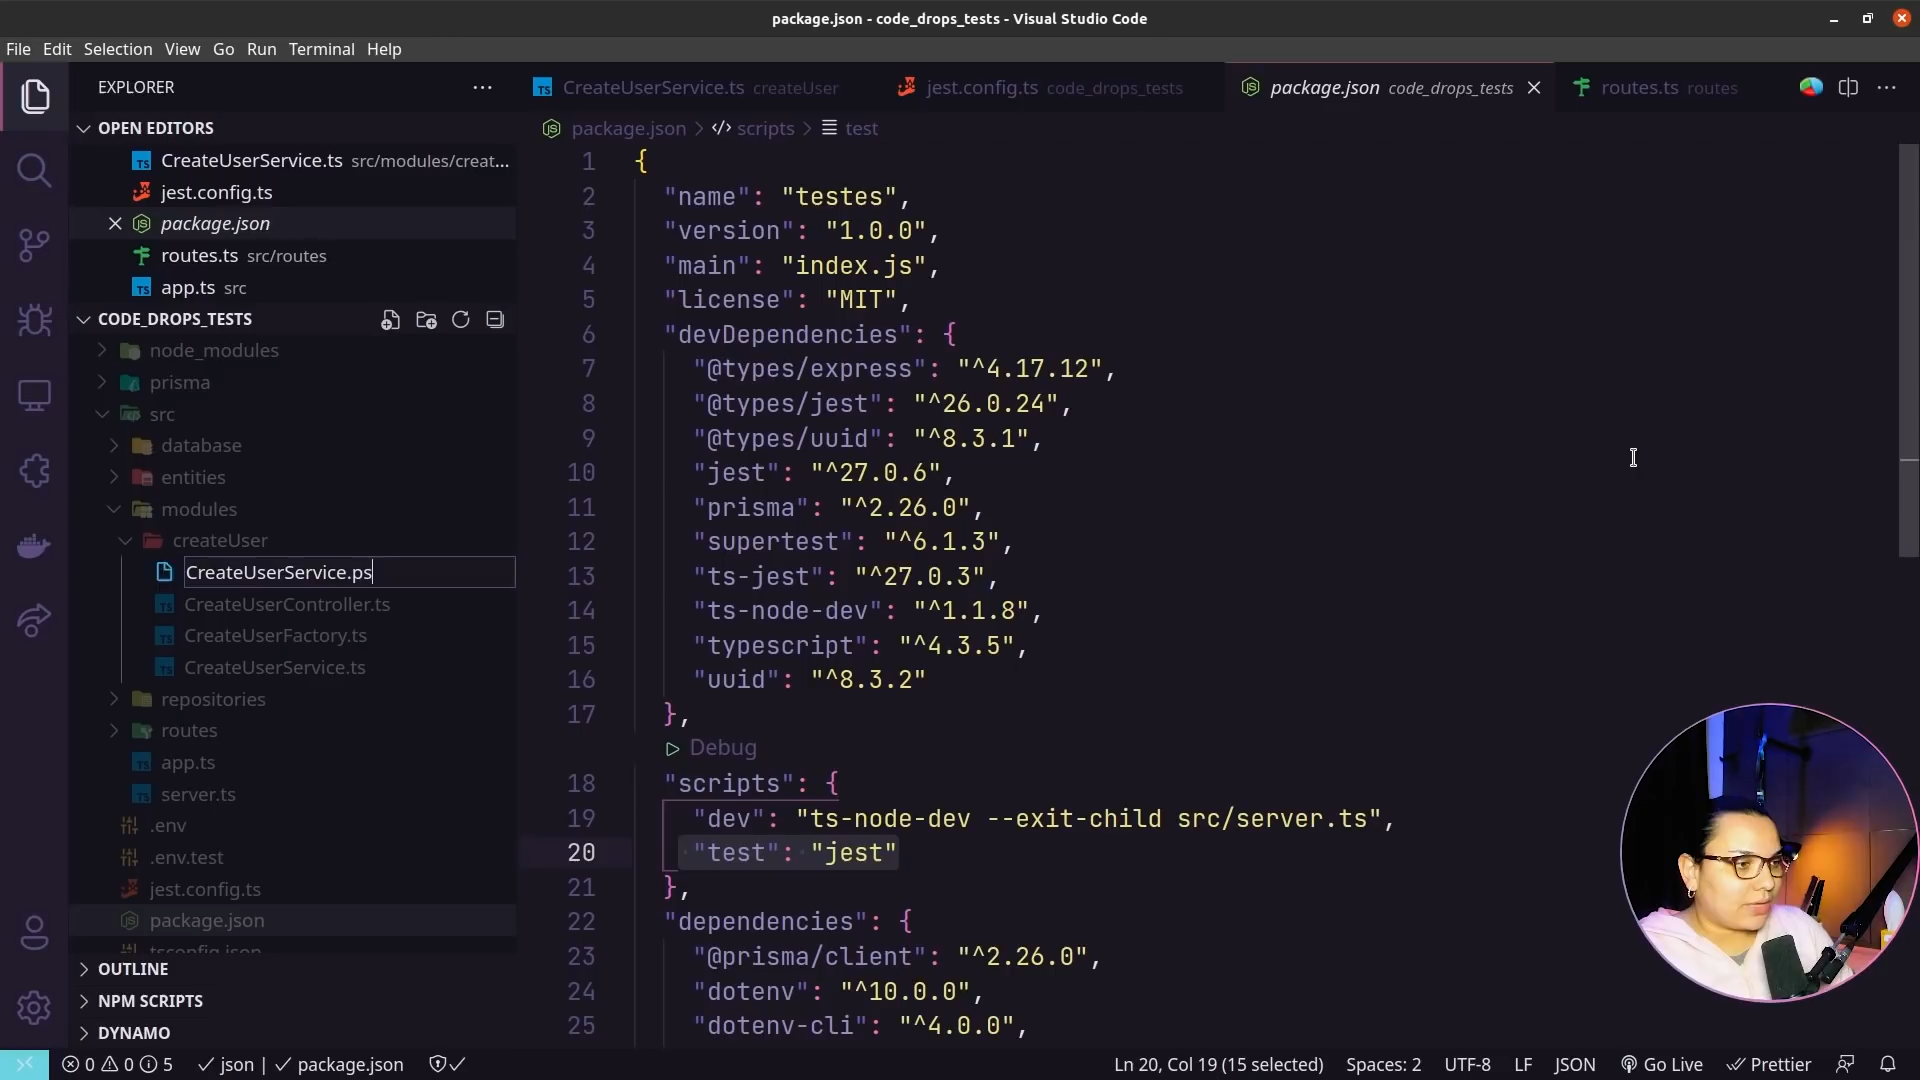 package.json - code_drops_tests - Visual Studio Code
File Edit Selection View Go Run Terminal Help
EXPLORER
OPEN EDITORS
CreateUserService.ts src/modules/creat...
jest.config.ts
package.json
routes.ts src/routes
app.ts src
CODE_DROPS_TESTS
node_modules
prisma
src
database
entities
modules
createUser
CreateUserService.ps
CreateUserController.ts
CreateUserFactory.ts
CreateUserService.ts
repositories
routes
app.ts
server.ts
.env
.env.test
jest.config.ts
package.json
tsconfig.json
OUTLINE
NPM SCRIPTS
DYNAMO
CreateUserService.ts createUser
jest.config.ts code_drops_tests
package.json code_drops_tests
routes.ts routes
package.json > scripts > test
1 {
2 "name": "testes",
3 "version": "1.0.0",
4 "main": "index.js",
5 "license": "MIT",
6 "devDependencies": {
7 "@types/express": "^4.17.12",
8 "@types/jest": "^26.0.24",
9 "@types/uuid": "^8.3.1",
10 "jest": "^27.0.6",
11 "prisma": "^2.26.0",
12 "supertest": "^6.1.3",
13 "ts-jest": "^27.0.3",
14 "ts-node-dev": "^1.1.8",
15 "typescript": "^4.3.5",
16 "uuid": "^8.3.2"
17 },
Debug
18 "scripts": {
19 "dev": "ts-node-dev --exit-child src/server.ts",
20 "test": "jest"
21 },
22 "dependencies": {
23 "@prisma/client": "^2.26.0",
24 "dotenv": "^10.0.0",
25 "dotenv-cli": "^4.0.0",
0 0 5 json | package.json Ln 20, Col 19 (15 selected) Spaces: 2 UTF-8 LF JSON Go Live Prettier